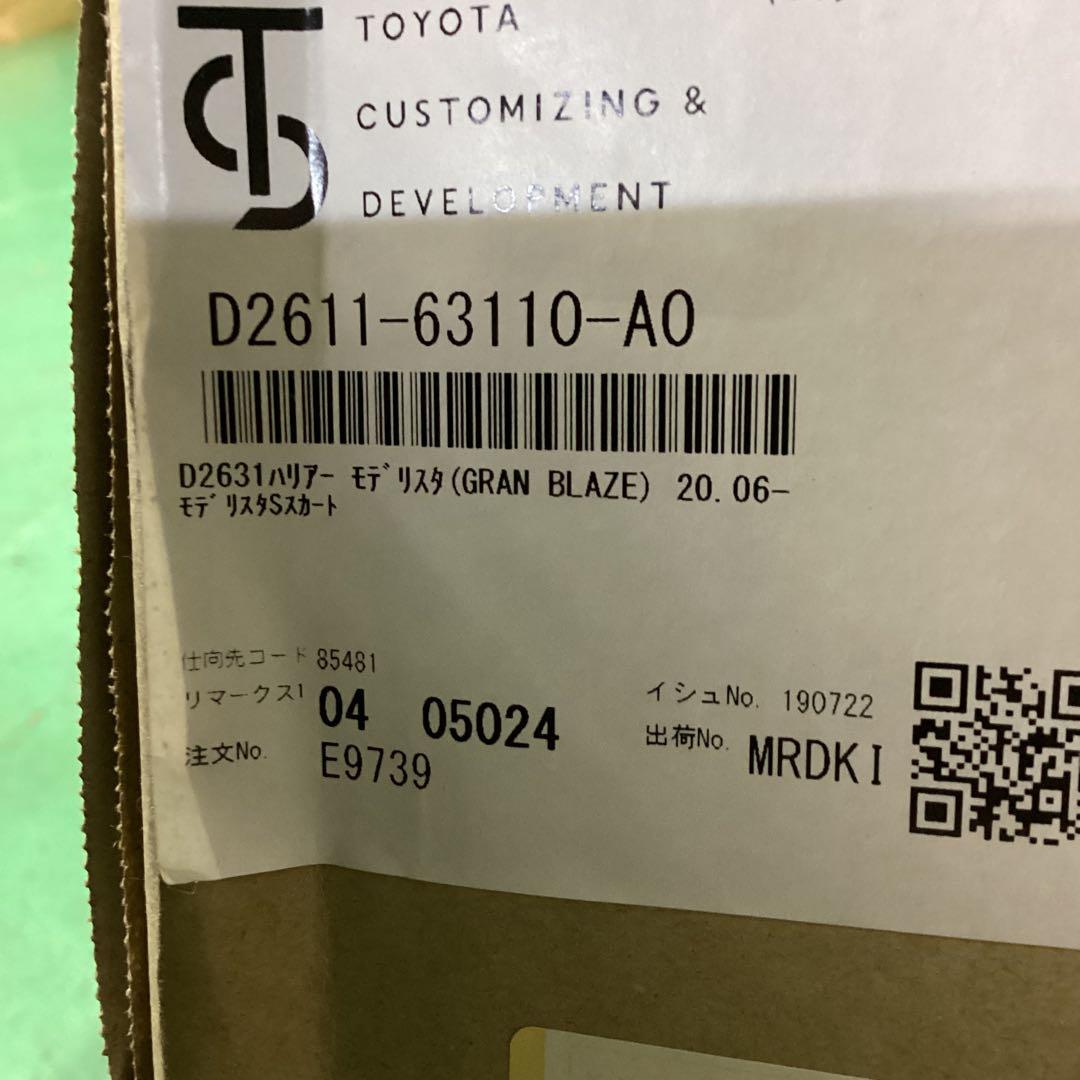 TOYOTA
CUSTOMIZING &
DEVELOPMENT
D2611-63110-A0
D2631ﾊﾘｱｰ ﾓﾃﾞﾘｽﾀ(GRAN BLAZE) 20.06-
ﾓﾃﾞﾘｽﾀSｽｶｰﾄ
仕向先コード 85481
リマークス1 04 05024
イシュNo. 190722
注文No. E9739
出荷No. MRDKI